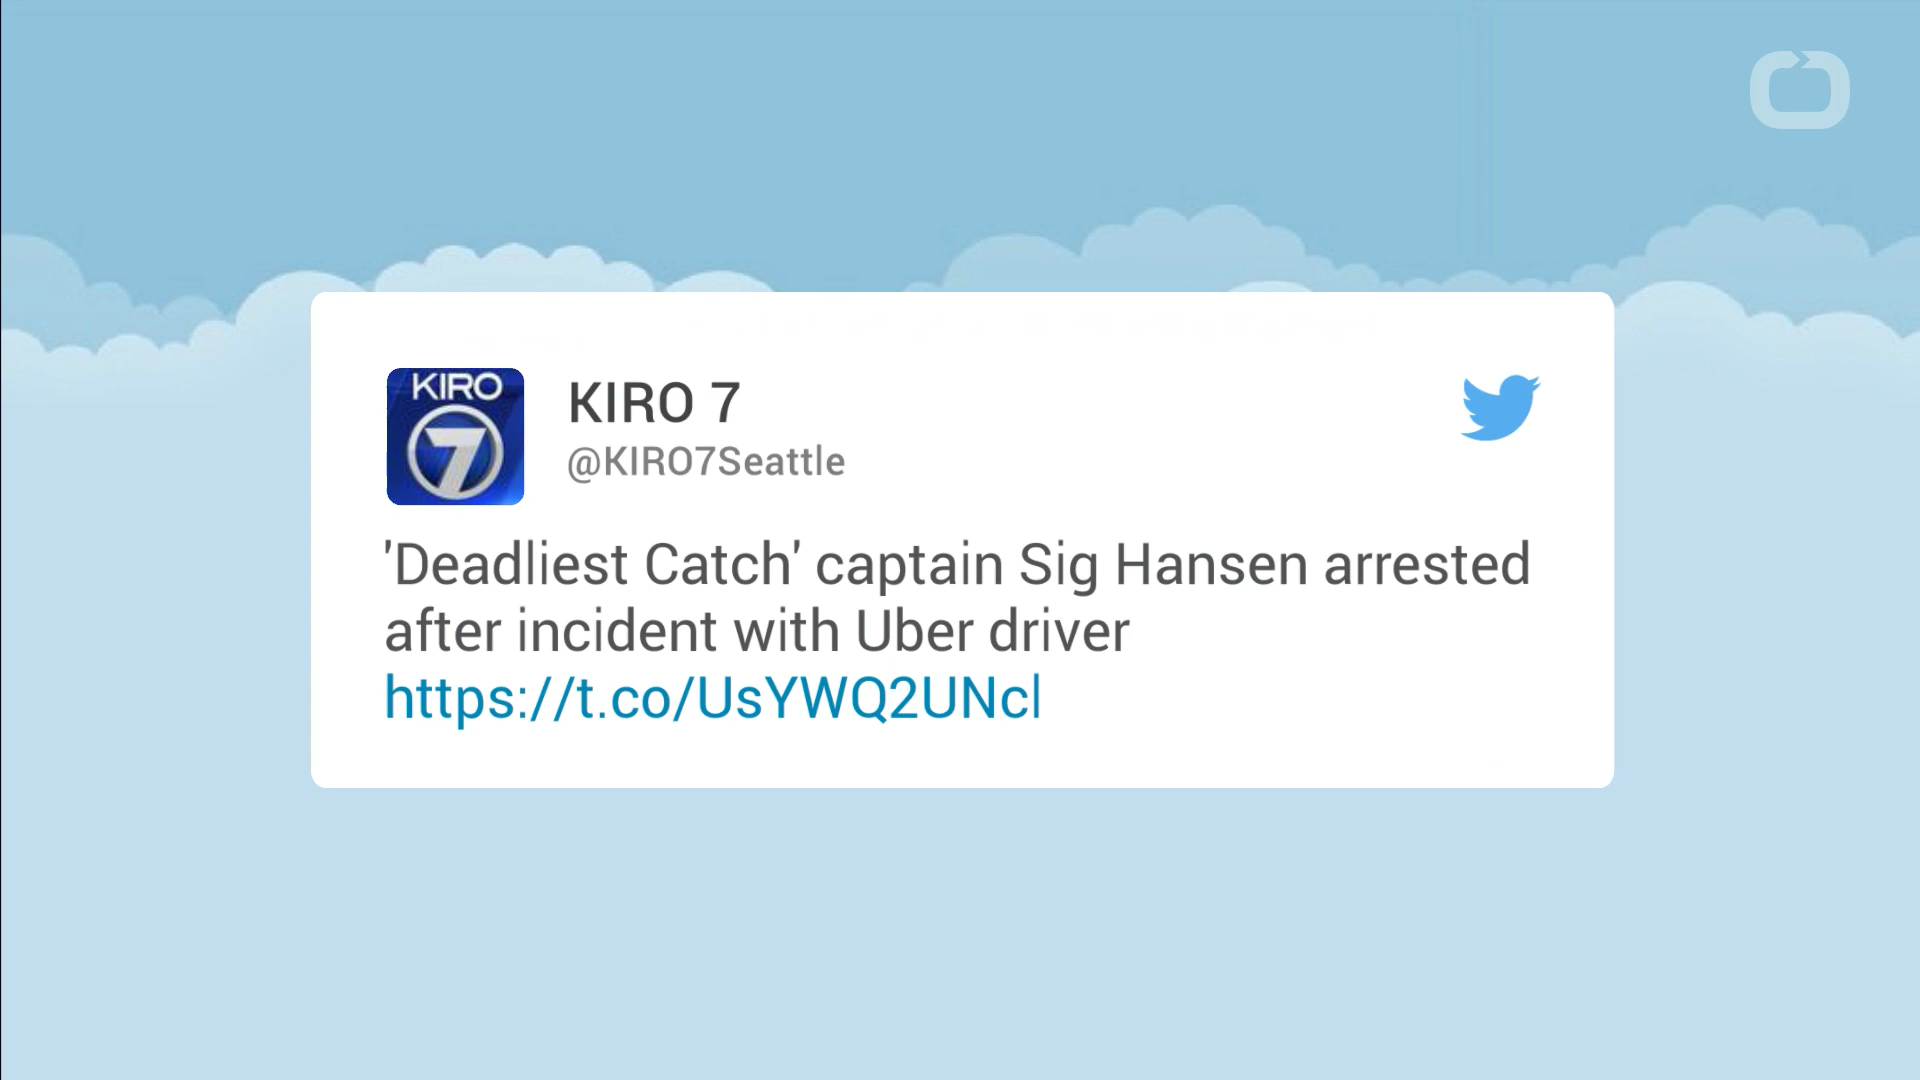 KIRO
7
KIRO 7
@KIRO7Seattle
'Deadliest Catch' captain Sig Hansen arrested
after incident with Uber driver
https://t.co/UsYWQ2UNcl